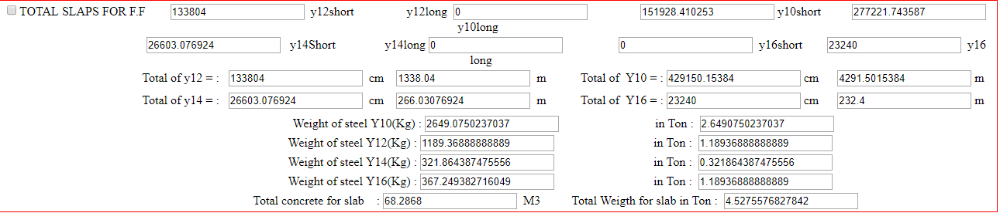 TOTAL SLAPS FOR F.F 133804 y12short y12long 0 151928.410253 y10short 277221.743587
y10long
26603.076924 y14Short y14long 0 0 y16short 23240 y16
long
Total of y12 = : 133804 cm 1338.04 m Total of Y10 = : 429150.15384 cm 4291.5015384 m
Total of y14 = : 26603.076924 cm 266.03076924 m Total of Y16 = : 23240 cm 232.4 m
Weight of steel Y10(Kg) : 2649.0750237037 in Ton : 2.6490750237037
Weight of steel Y12(Kg) : 1189.36888888889 in Ton : 1.18936888888889
Weight of steel Y14(Kg) : 321.864387475556 in Ton : 0.321864387475556
Weight of steel Y16(Kg) : 367.249382716049 in Ton : 1.18936888888889
Total concrete for slab : 68.2868 M3 Total Weigth for slab in Ton : 4.5275576827842